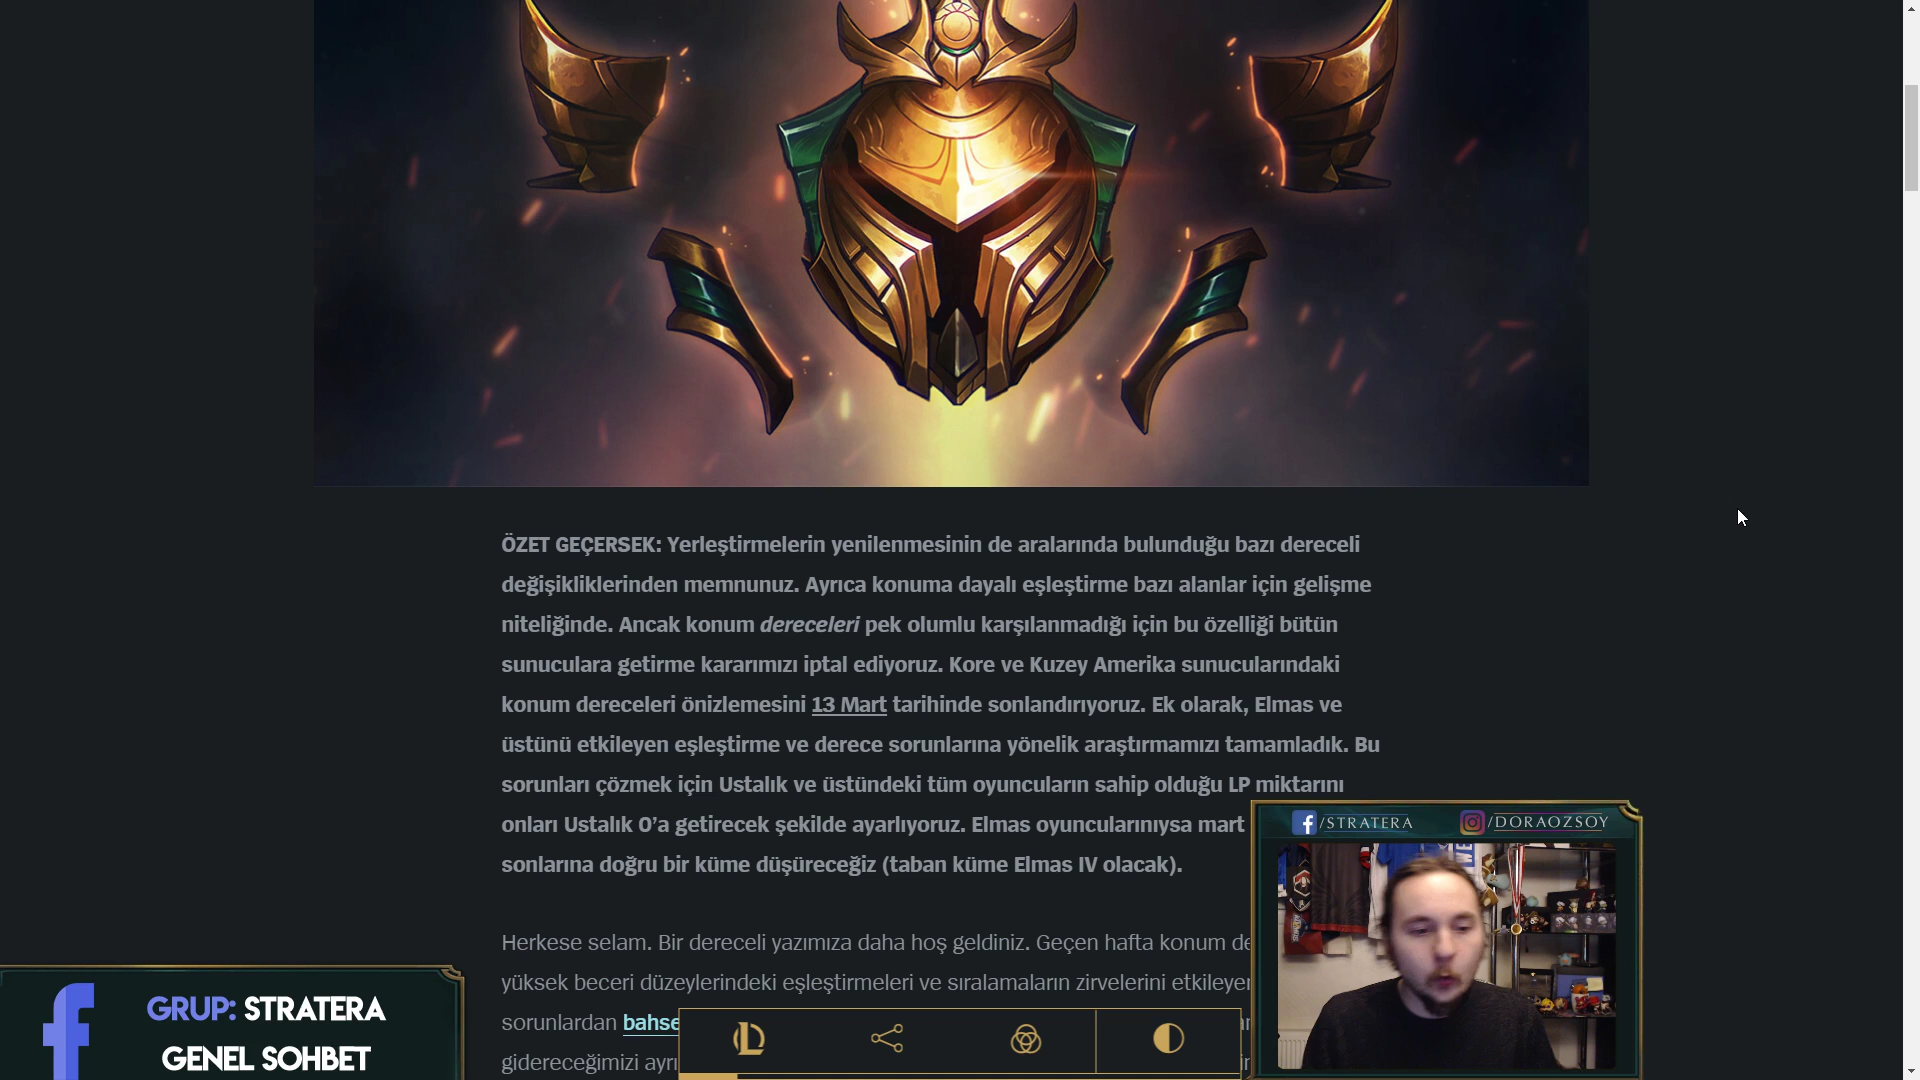 ÖZET GEÇERSEK: Yerleştirmelerin yenilenmesinin de aralarında bulunduğu bazı dereceli
değişikliklerinden memnunuz. Ayrıca konuma dayalı eşleştirme bazı alanlar için gelişme
niteliğinde. Ancak konum dereceleri pek olumlu karşılanmadığı için bu özelliği bütün
sunuculara getirme kararımızı iptal ediyoruz. Kore ve Kuzey Amerika sunucularındaki
konum dereceleri önizlemesini 13 Mart tarihinde sonlandırıyoruz. Ek olarak, Elmas ve
üstünü etkileyen eşleştirme ve derece sorunlarına yönelik araştırmamızı tamamladık. Bu
sorunları çözmek için Ustalık ve üstündeki tüm oyuncuların sahip olduğu LP miktarını
onları Ustalık 0’a getirecek şekilde ayarlıyoruz. Elmas oyuncularınıysa mart
sonlarına doğru bir küme düşüreceğiz (taban küme Elmas IV olacak).
Herkese selam. Bir dereceli yazımıza daha hoş geldiniz. Geçen hafta konum
yüksek beceri düzeylerindeki eşleştirmeleri ve sıralamaların zirvelerini
sorunlardan
gidereceğimizi
/STRATERA
/DORAOZSOY
GRUP: STRATERA
GENEL SOHBET